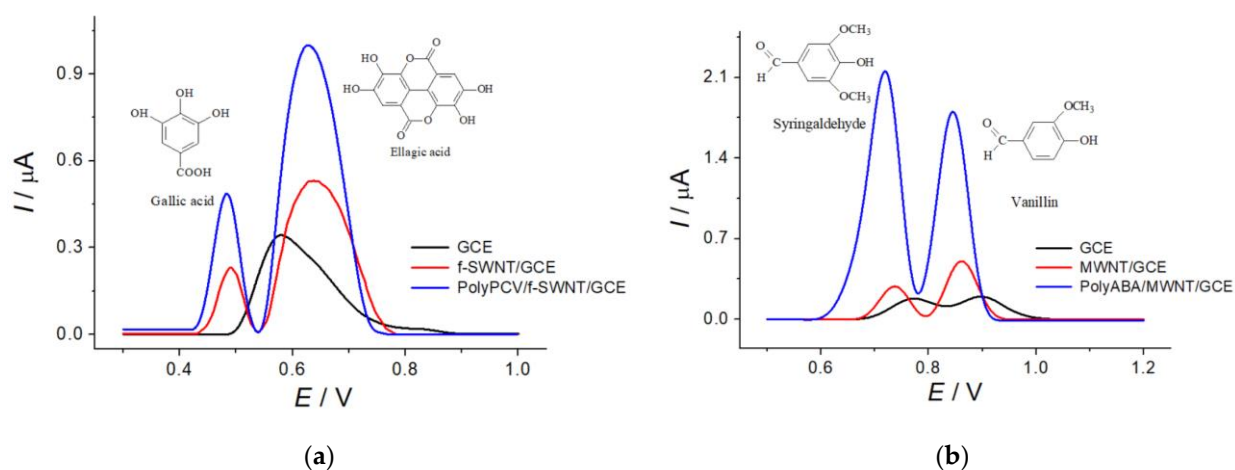 I / μA
0.9
0.6
0.3
0.0
0.4
0.6
0.8
1.0
E / V
HO
OH
OH
COOH
Gallic acid
O
O
HO
HO
OH
OH
O
O
Ellagic acid
GCE
f-SWNT/GCE
PolyPCV/f-SWNT/GCE
(a)
I / μA
2.1
1.4
0.7
0.0
0.6
0.8
1.0
1.2
E / V
O
H
OCH3
OH
OCH3
Syringaldehyde
O
H
OCH3
OH
Vanillin
GCE
MWNT/GCE
PolyABA/MWNT/GCE
(b)